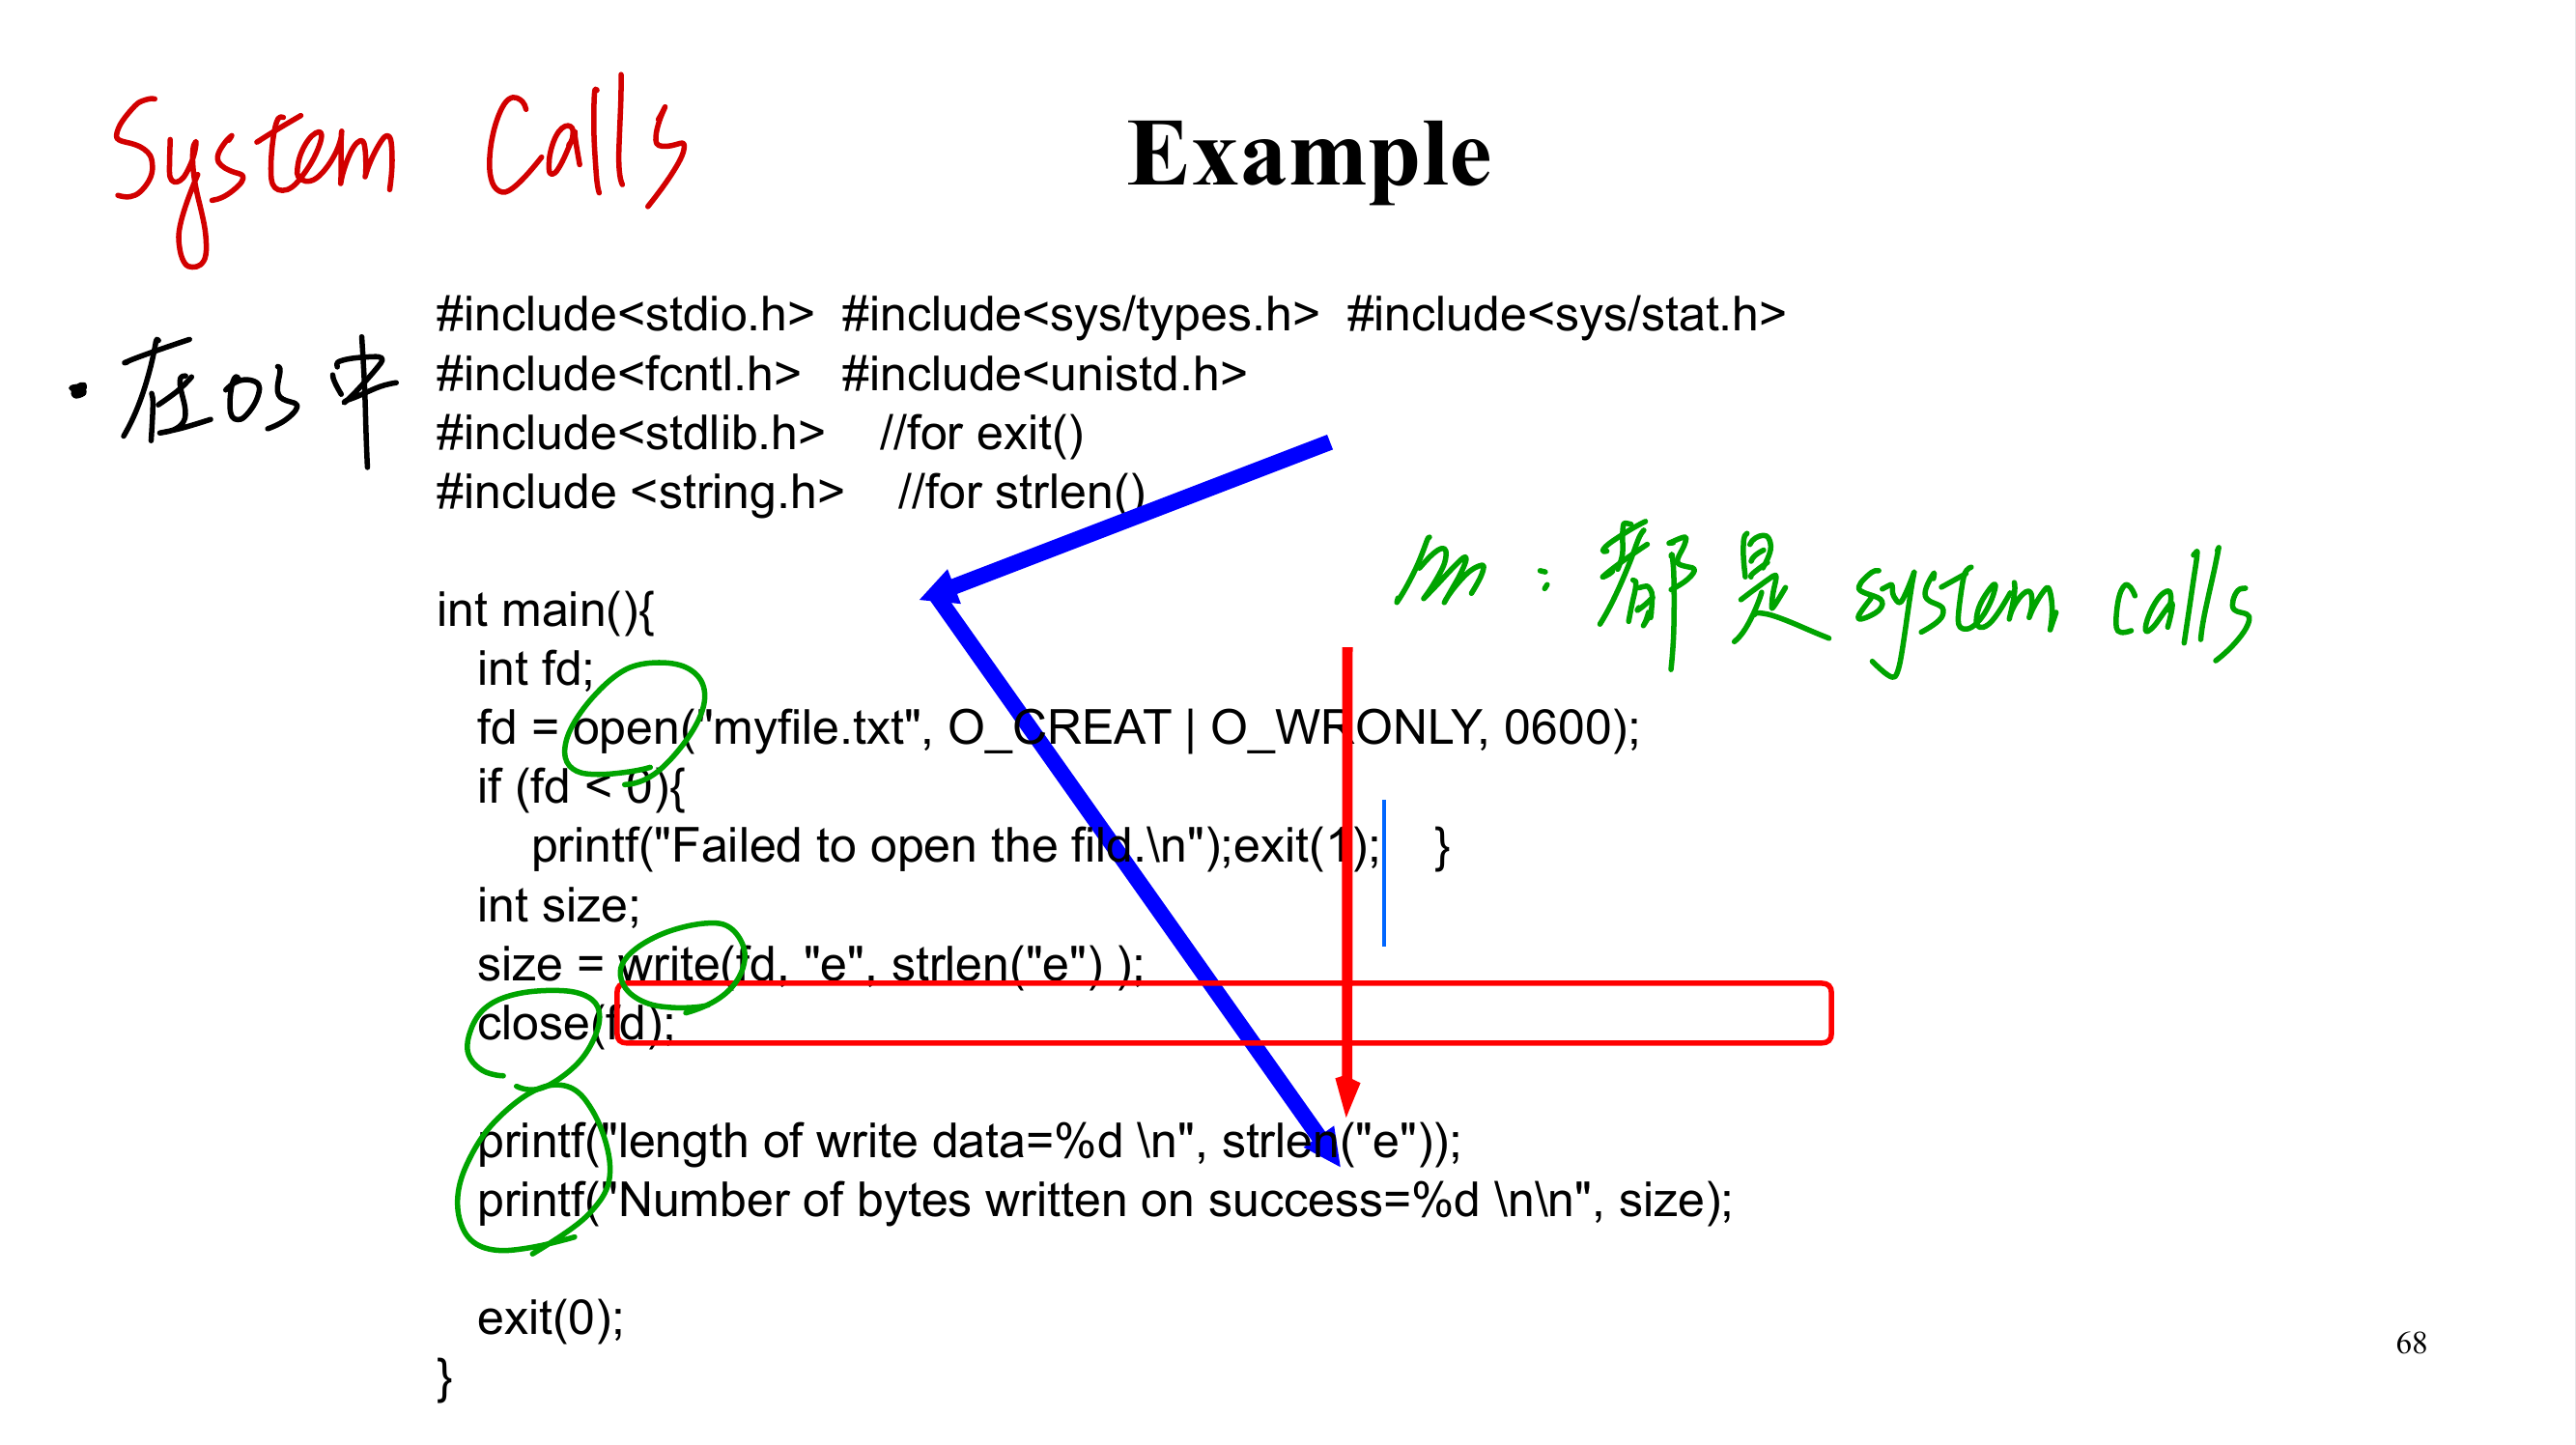 System Calls
Example
#include<stdio.h> #include<sys/types.h> #include<sys/stat.h>
· 在OS中
#include<fcntl.h> #include<unistd.h>
#include<stdlib.h> //for exit()
#include <string.h> //for strlen()
: 都是 system calls
int main(){
int fd;
fd = open("myfile.txt", O_CREAT | O_WRONLY, 0600);
if (fd < 0){
printf("Failed to open the fild.\n");exit(1); }
int size;
size = write(fd, "e", strlen("e") );
close(fd);
printf("length of write data=%d \n", strlen("e"));
printf("Number of bytes written on success=%d \n\n", size);
exit(0);
}
68